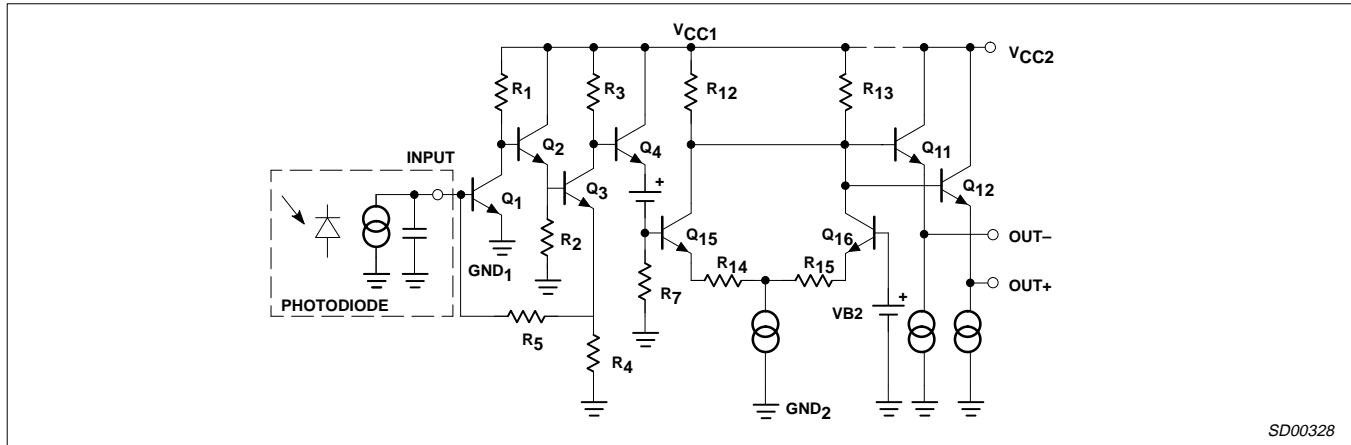 VCC1
VCC2
R1
R3
R12
R13
Q2
Q4
Q11
INPUT
Q1
Q3
Q12
R2
Q15
Q16
OUT–
GND1
R14
R15
OUT+
PHOTODIODE
R7
VB2
R5
R4
GND2
SD00328
+
+